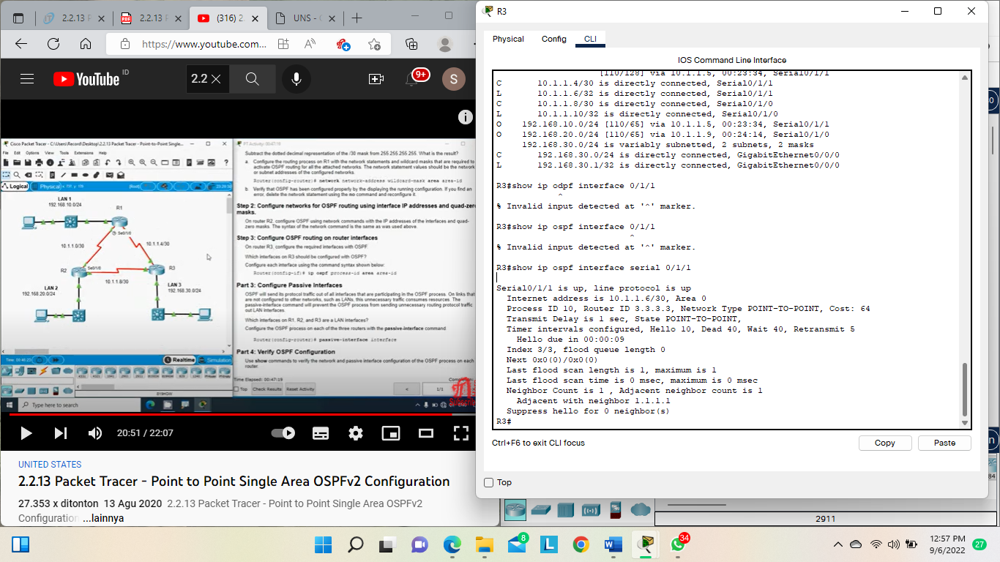 2.2.13 P
2.2.13 P
(316) 2.
UNS - 
https://www.youtube.com...
YouTube ID
2.2
9+
S
Cisco Packet Tracer - C:\Users\Record\Desktop\2.2.13 Packet Tracer - Point-to-Point Single...
File Edit Options View Tools Extensions Window Help
Logical
Physical
LAN 1
192.168.10.0/24
R1
Se0/1/0
10.1.1.0/30
10.1.1.4/30
R2
Se0/1/0
R3
10.1.1.8/30
LAN 2
192.168.20.0/24
LAN 3
192.168.30.0/24
Realtime
Simulation
PT Activity: 00:47:19
Subtract the dotted decimal representation of the /30 mask from 255.255.255.255. What is the result?
a. Configure the routing process on R1 with the network statements and wildcard masks that are required to
activate OSPF routing for all the attached networks. The network statement values should be the network
or subnet addresses of the configured networks.
Router(config-router)# network network-address wildcard-mask area area-id
b. Verify that OSPF has been configured properly by the displaying the running configuration. If you find an
error, delete the network statement using the no command and reconfigure it.
Step 2: Configure networks for OSPF routing using interface IP addresses and quad-zero
masks.
On router R2, configure OSPF using network commands with the IP addresses of the interfaces and quad-
zero masks. The syntax of the network command is the same as was used above.
Step 3: Configure OSPF routing on router interfaces
On router R3, configure the required interfaces with OSPF.
Which interfaces on R3 should be configured with OSPF?
Configure each interface using the command syntax shown below:
Router(config-if)# ip ospf process-id area area-id
Part 3: Configure Passive Interfaces
OSPF will send its protocol traffic out of all interfaces that are participating in the OSPF process. On links that
are not configured to other networks, such as LANs, this unnecessary traffic consumes resources. The
passive-interface command will prevent the OSPF process from sending unnecessary routing protocol traffic
out LAN interfaces.
Which interfaces on R1, R2, and R3 are a LAN interfaces?
Configure the OSPF process on each of the three routers with the passive-interface command
Router(config-router)# passive-interface interface
Part 4: Verify OSPF Configuration
Use show commands to verify the network and passive interface configuration of the OSPF process on each
router.
Time Elapsed: 00:47:19
Top
Check Results
Reset Activity
<
1/1
Type here to search
20:51 / 22:07
UNITED STATES
2.2.13 Packet Tracer - Point to Point Single Area OSPFv2 Configuration
27.353 x ditonton 13 Agu 2020 2.2.13 Packet Tracer - Point to Point Single Area OSPFv2
Configuration ...lainnya
R3
Physical
Config
CLI
IOS Command Line Interface
[110/128] via 10.1.1.5, 00:23:34, Serial0/1/1
C 10.1.1.4/30 is directly connected, Serial0/1/1
L 10.1.1.6/32 is directly connected, Serial0/1/1
C 10.1.1.8/30 is directly connected, Serial0/1/0
L 10.1.1.10/32 is directly connected, Serial0/1/0
O 192.168.10.0/24 [110/65] via 10.1.1.5, 00:23:34, Serial0/1/1
O 192.168.20.0/24 [110/65] via 10.1.1.9, 00:24:14, Serial0/1/0
192.168.30.0/24 is variably subnetted, 2 subnets, 2 masks
C 192.168.30.0/24 is directly connected, GigabitEthernet0/0/0
L 192.168.30.1/32 is directly connected, GigabitEthernet0/0/0
R3#show ip odpf interface 0/1/1
^
% Invalid input detected at '^' marker.
R3#show ip ospf interface 0/1/1
^
% Invalid input detected at '^' marker.
R3#show ip ospf interface serial 0/1/1
Serial0/1/1 is up, line protocol is up
Internet address is 10.1.1.6/30, Area 0
Process ID 10, Router ID 3.3.3.3, Network Type POINT-TO-POINT, Cost: 64
Transmit Delay is 1 sec, State POINT-TO-POINT,
Timer intervals configured, Hello 10, Dead 40, Wait 40, Retransmit 5
Hello due in 00:00:09
Index 3/3, flood queue length 0
Next 0x0(0)/0x0(0)
Last flood scan length is 1, maximum is 1
Last flood scan time is 0 msec, maximum is 0 msec
Neighbor Count is 1 , Adjacent neighbor count is 1
Adjacent with neighbor 1.1.1.1
Suppress hello for 0 neighbor(s)
R3#
Ctrl+F6 to exit CLI focus
Copy
Paste
Top
2911
8
L
34
12:57 PM
9/6/2022
27